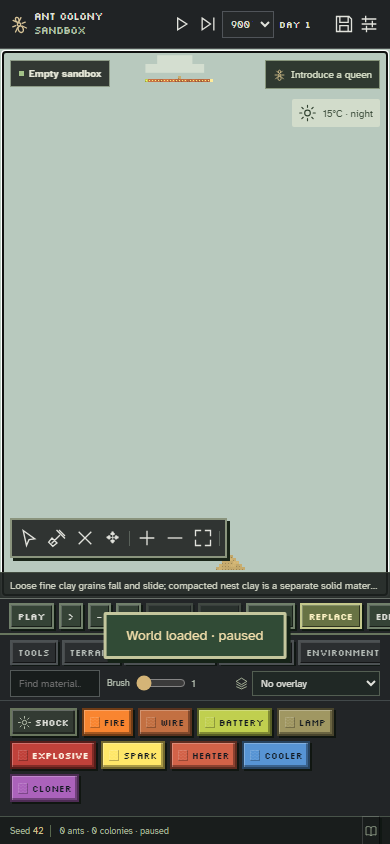 ANT COLONY
SANDBOX
900
DAY 1
Empty sandbox
Introduce a queen
15°C · night
Loose fine clay grains fall and slide; compacted nest clay is a separate solid mater...
PLAY
>
REPLACE
World loaded · paused
TOOLS
ENVIRONMENT
Find material..
Brush
1
No overlay
SHOCK
FIRE
WIRE
BATTERY
LAMP
EXPLOSIVE
SPARK
HEATER
COOLER
CLONER
Seed 42
0 ants · 0 colonies · paused